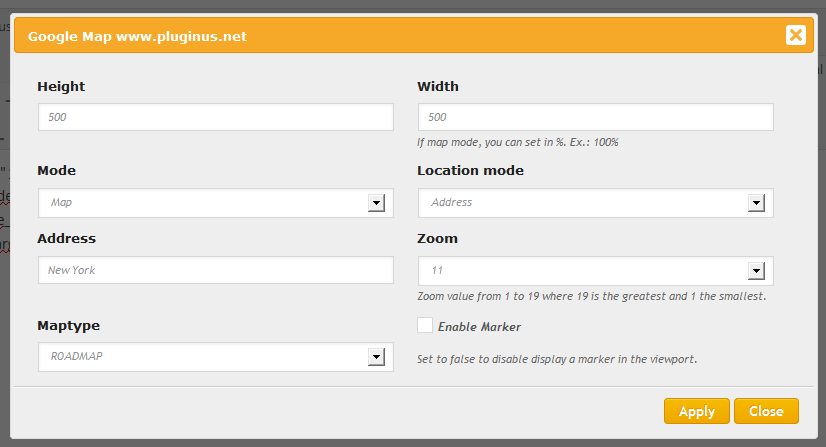 Google Map www.pluginus.net
Height
Width
500
500
If map mode, you can set in %. Ex.: 100%
Mode
Location mode
Map
Address
Address
Zoom
New York
11
Zoom value from 1 to 19 where 19 is the greatest and 1 the smallest.
Maptype
Enable Marker
ROADMAP
Set to false to disable display a marker in the viewport.
Apply
Close